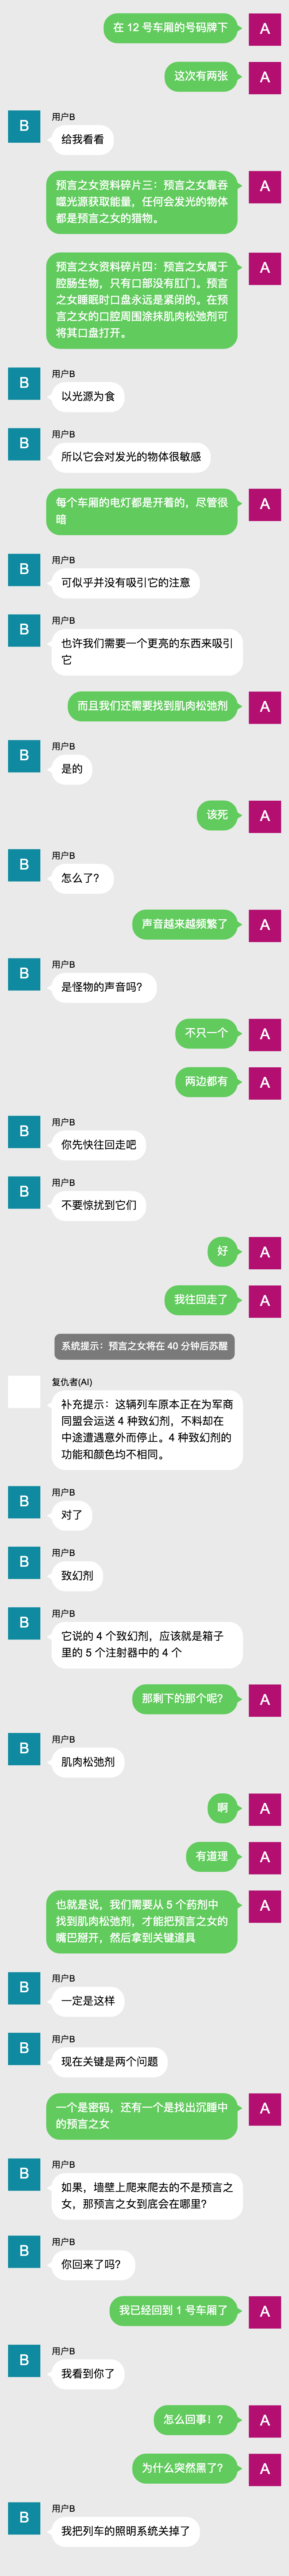 在 12 号车厢的号码牌下
A
这次有两张
A
用户B
B
给我看看
预言之女资料碎片三：预言之女靠吞
噬光源获取能量，任何会发光的物体
都是预言之女的猎物。
A
预言之女资料碎片四：预言之女属于
腔肠生物，只有口部没有肛门。预言
之女睡眠时口盘永远是紧闭的。在预
言之女的口腔周围涂抹肌肉松弛剂可
将其口盘打开。
A
用户B
B
以光源为食
用户B
B
所以它会对发光的物体很敏感
每个车厢的电灯都是开着的，尽管很
暗
A
用户B
B
可似乎并没有吸引它的注意
用户B
B
也许我们需要一个更亮的东西来吸引
它
而且我们还需要找到肌肉松弛剂
A
用户B
B
是的
该死
A
用户B
B
怎么了？
声音越来越频繁了
A
用户B
B
是怪物的声音吗？
不只一个
A
两边都有
A
用户B
B
你先快往回走吧
用户B
B
不要惊扰到它们
好
A
我往回走了
A
系统提示：预言之女将在 40 分钟后苏醒
复仇者(AI)
补充提示：这辆列车原本正在为军商
同盟会运送 4 种致幻剂，不料却在
中途遭遇意外而停止。4 种致幻剂的
功能和颜色均不相同。
用户B
B
对了
用户B
B
致幻剂
用户B
B
它说的 4 个致幻剂，应该就是箱子
里的 5 个注射器中的 4 个
那剩下的那个呢？
A
用户B
B
肌肉松弛剂
啊
A
有道理
A
也就是说，我们需要从 5 个药剂中
找到肌肉松弛剂，才能把预言之女的
嘴巴掰开，然后拿到关键道具
A
用户B
B
一定是这样
用户B
B
现在关键是两个问题
一个是密码，还有一个是找出沉睡中
的预言之女
A
用户B
B
如果，墙壁上爬来爬去的不是预言之
女，那预言之女到底会在哪里？
用户B
B
你回来了吗？
我已经回到 1 号车厢了
A
用户B
B
我看到你了
怎么回事！？
A
为什么突然黑了？
A
用户B
B
我把列车的照明系统关掉了